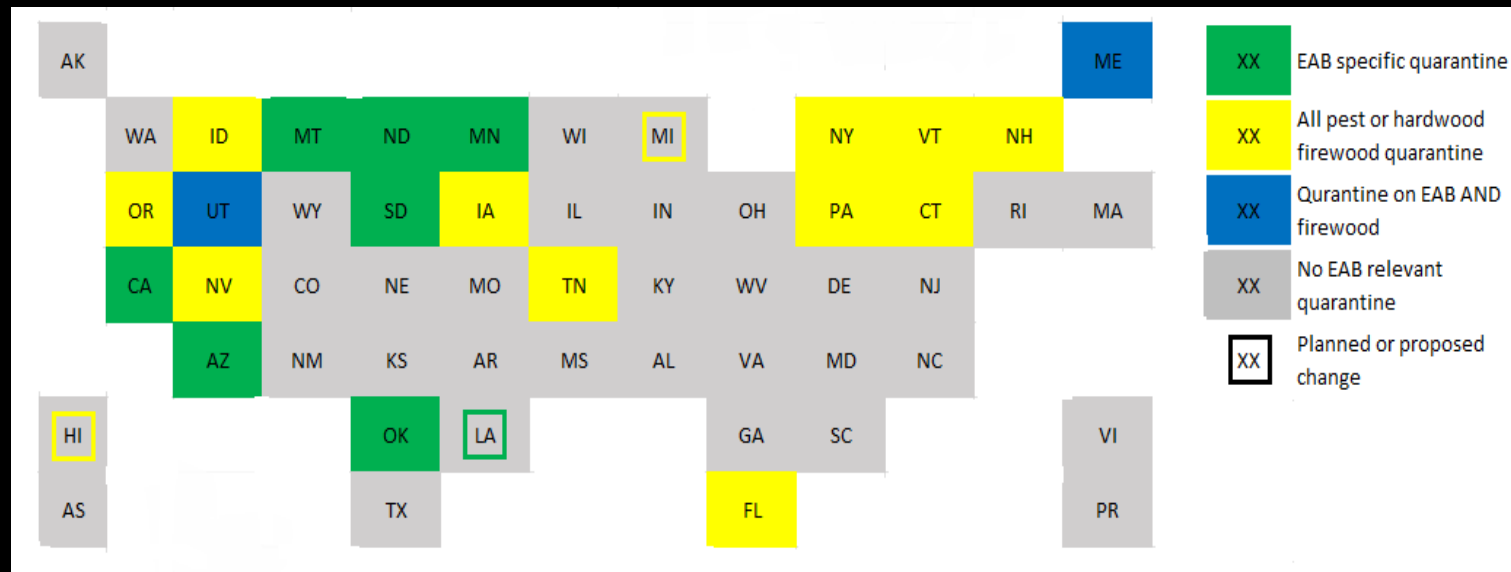 AK
ME
WA ID MT ND MN WI MI NY VT NH
OR UT WY SD IA IL IN OH PA CT RI MA
CA NV CO NE MO TN KY WV DE NJ
AZ NM KS AR MS AL VA MD NC
HI OK LA GA SC VI
AS TX FL PR
XX EAB specific quarantine
XX All pest or hardwood
firewood quarantine
XX Qurantine on EAB AND
firewood
XX No EAB relevant
quarantine
XX Planned or proposed
change